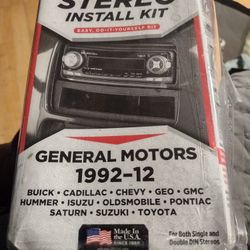 STEREO
INSTALL KIT
EASY, DO-IT-YOURSELF KIT
GENERAL MOTORS
1992-12
BUICK • CADILLAC • CHEVY • GEO • GMC
HUMMER • ISUZU • OLDSMOBILE • PONTIAC
SATURN • SUZUKI • TOYOTA
Made In
the U.S.A.
For Both Single and
Double DIN Stereos